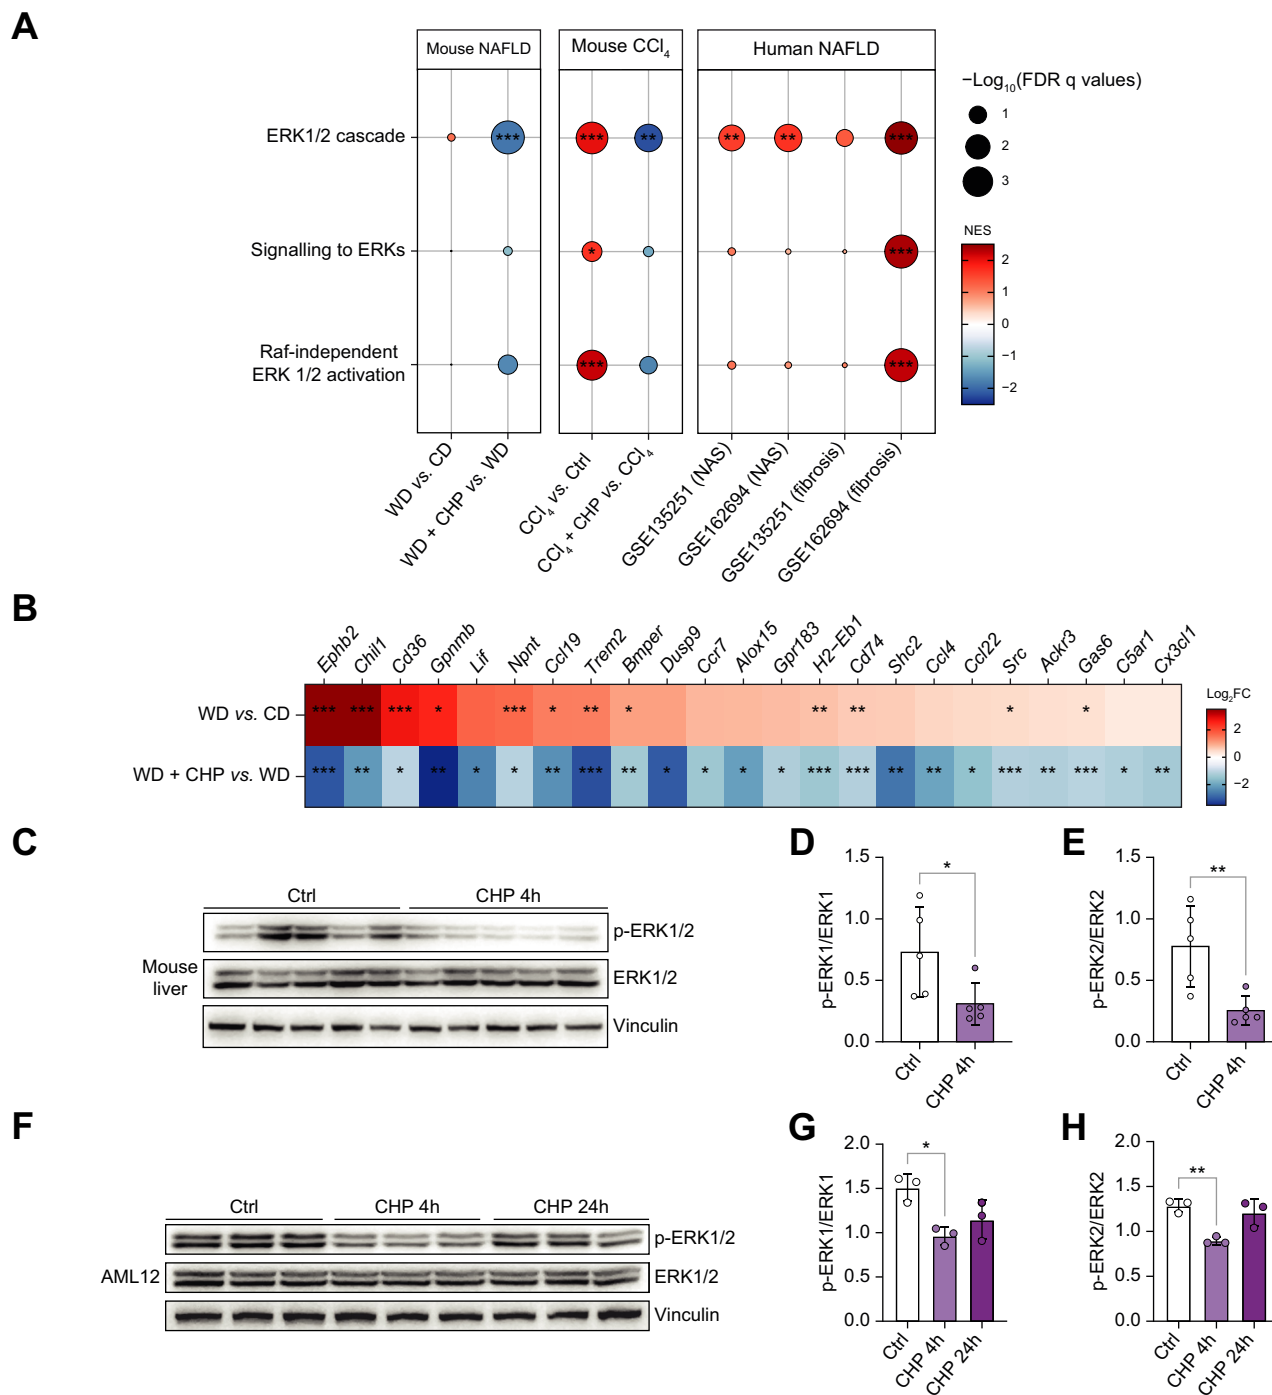 A
Mouse NAFLD
Mouse CCl4
Human NAFLD
ERK1/2 cascade
Signalling to ERKs
Raf-independent
ERK 1/2 activation
***
***
**
**
**
***
*
***
***
***
WD vs. CD
WD + CHP vs. WD
CCl4 vs. Ctrl
CCl4 + CHP vs. CCl4
GSE135251 (NAS)
GSE162694 (NAS)
GSE135251 (fibrosis)
GSE162694 (fibrosis)
−Log10(FDR q values)
1
2
3
NES
2
1
0
−1
−2
B
Ephb2 Chil1 Cd36 Gpnmb Lif Npnt Ccl19 Trem2 Bmper Dusp9 Ccr7 Alox15 Gpr183 H2−Eb1 Cd74 Shc2 Ccl4 Ccl22 Src Ackr3 Gas6 C5ar1 Cx3cl1
WD vs. CD
*** *** *** * *** * ** * ** ** * *
WD + CHP vs. WD
*** ** * ** * * ** *** ** * * * * *** *** ** ** * *** ** *** * **
Log2FC
2
0
−2
C
Ctrl
CHP 4h
Mouse
liver
p-ERK1/2
ERK1/2
Vinculin
D
p-ERK1/ERK1
1.5
1.0
0.5
0.0
*
Ctrl
CHP 4h
E
p-ERK2/ERK2
1.5
1.0
0.5
0.0
**
Ctrl
CHP 4h
F
Ctrl
CHP 4h
CHP 24h
AML12
p-ERK1/2
ERK1/2
Vinculin
G
p-ERK1/ERK1
2.0
1.5
1.0
0.5
0.0
*
Ctrl
CHP 4h
CHP 24h
H
p-ERK2/ERK2
2.0
1.5
1.0
0.5
0.0
**
Ctrl
CHP 4h
CHP 24h